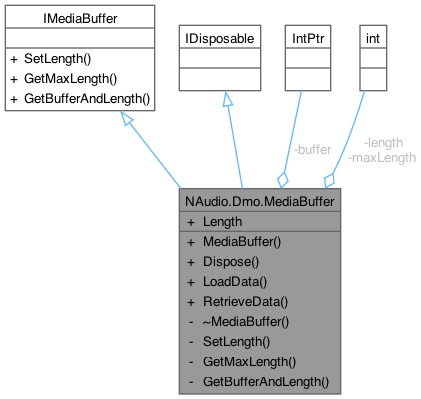 IMediaBuffer
+ SetLength()
+ GetMaxLength()
+ GetBufferAndLength()
IDisposable
IntPtr
int
-buffer
-length
-maxLength
NAudio.Dmo.MediaBuffer
+ Length
+ MediaBuffer()
+ Dispose()
+ LoadData()
+ RetrieveData()
- ~MediaBuffer()
- SetLength()
- GetMaxLength()
- GetBufferAndLength()